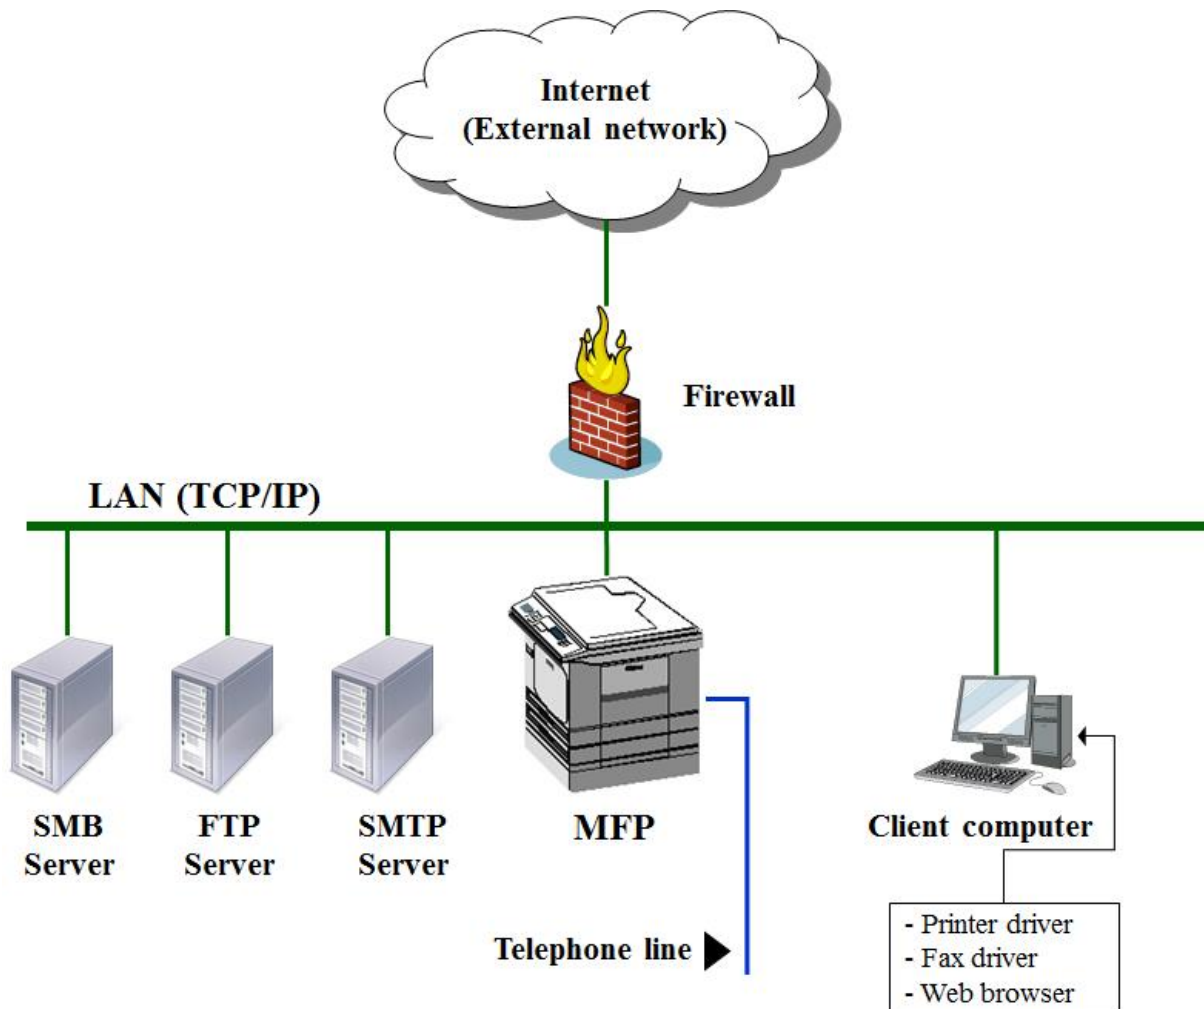 Internet
(External network)
Firewall
LAN (TCP/IP)
SMB
Server
FTP
Server
SMTP
Server
MFP
Client computer
Telephone line
- Printer driver
- Fax driver
- Web browser